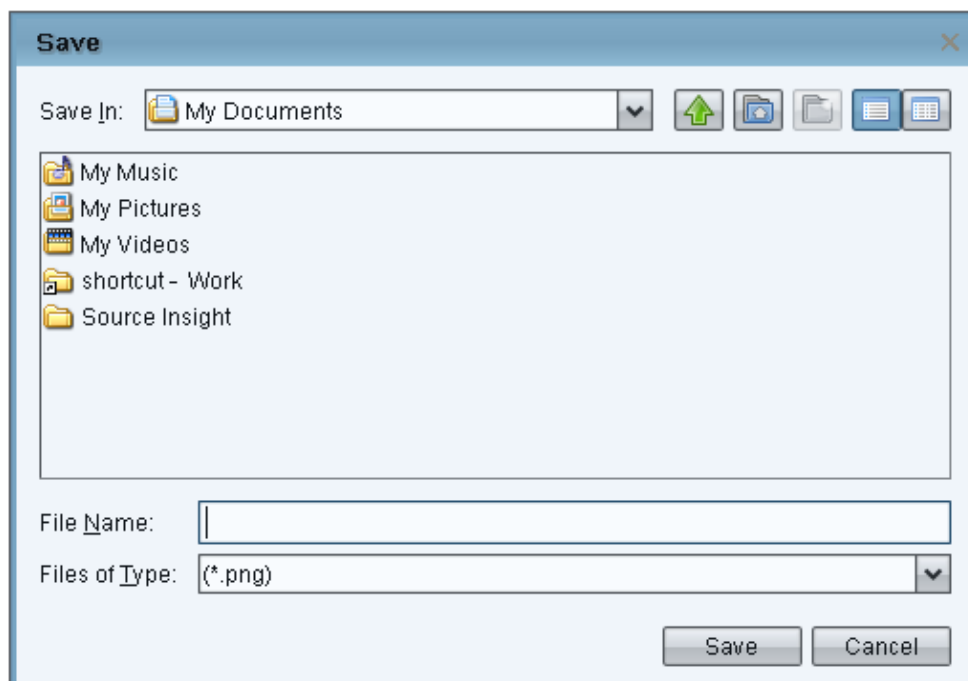 Save
Save In: My Documents
My Music
My Pictures
My Videos
shortcut - Work
Source Insight
File Name:
Files of Type: (*.png)
Save Cancel